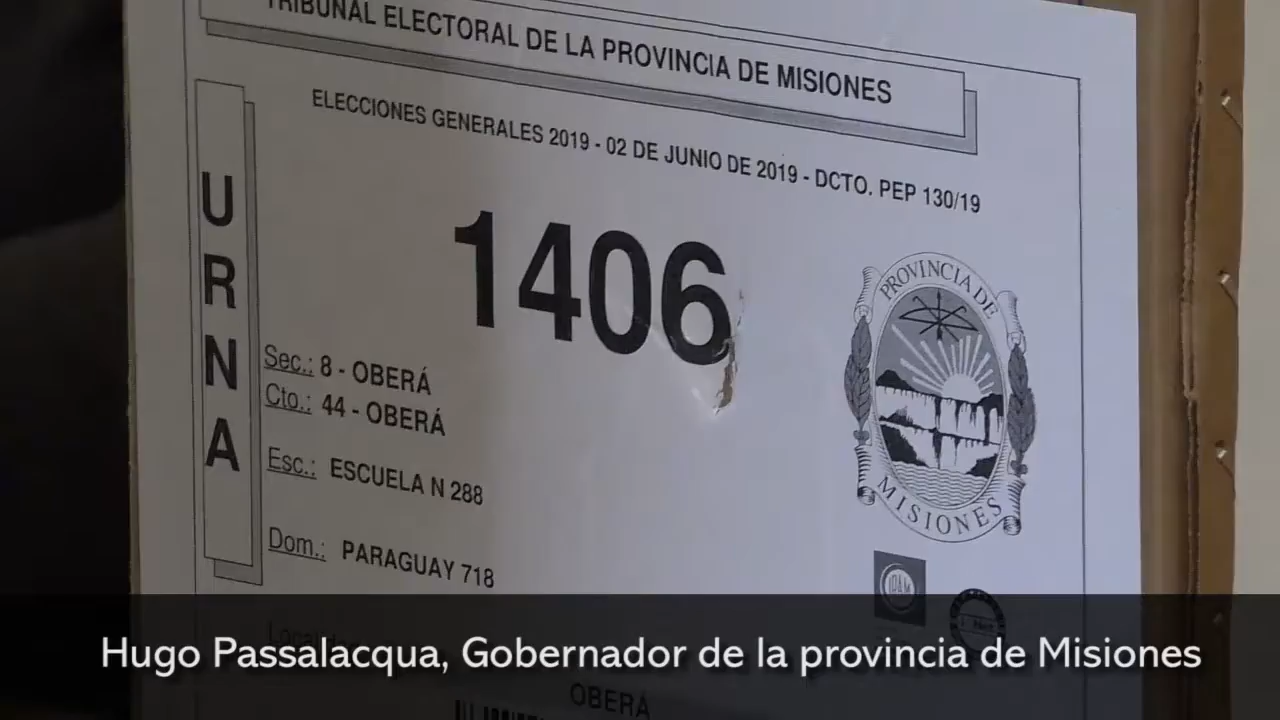 TRIBUNAL ELECTORAL DE LA PROVINCIA DE MISIONES
ELECCIONES GENERALES 2019 - 02 DE JUNIO DE 2019 - DCTO. PEP 130/19
URNA
1406
Sec.: 8 - OBERÁ
Cto.: 44 - OBERÁ
Esc.: ESCUELA N 288
Dom.: PARAGUAY 718
PROVINCIA DE
MISIONES
Hugo Passalacqua, Gobernador de la provincia de Misiones
OBERÁ